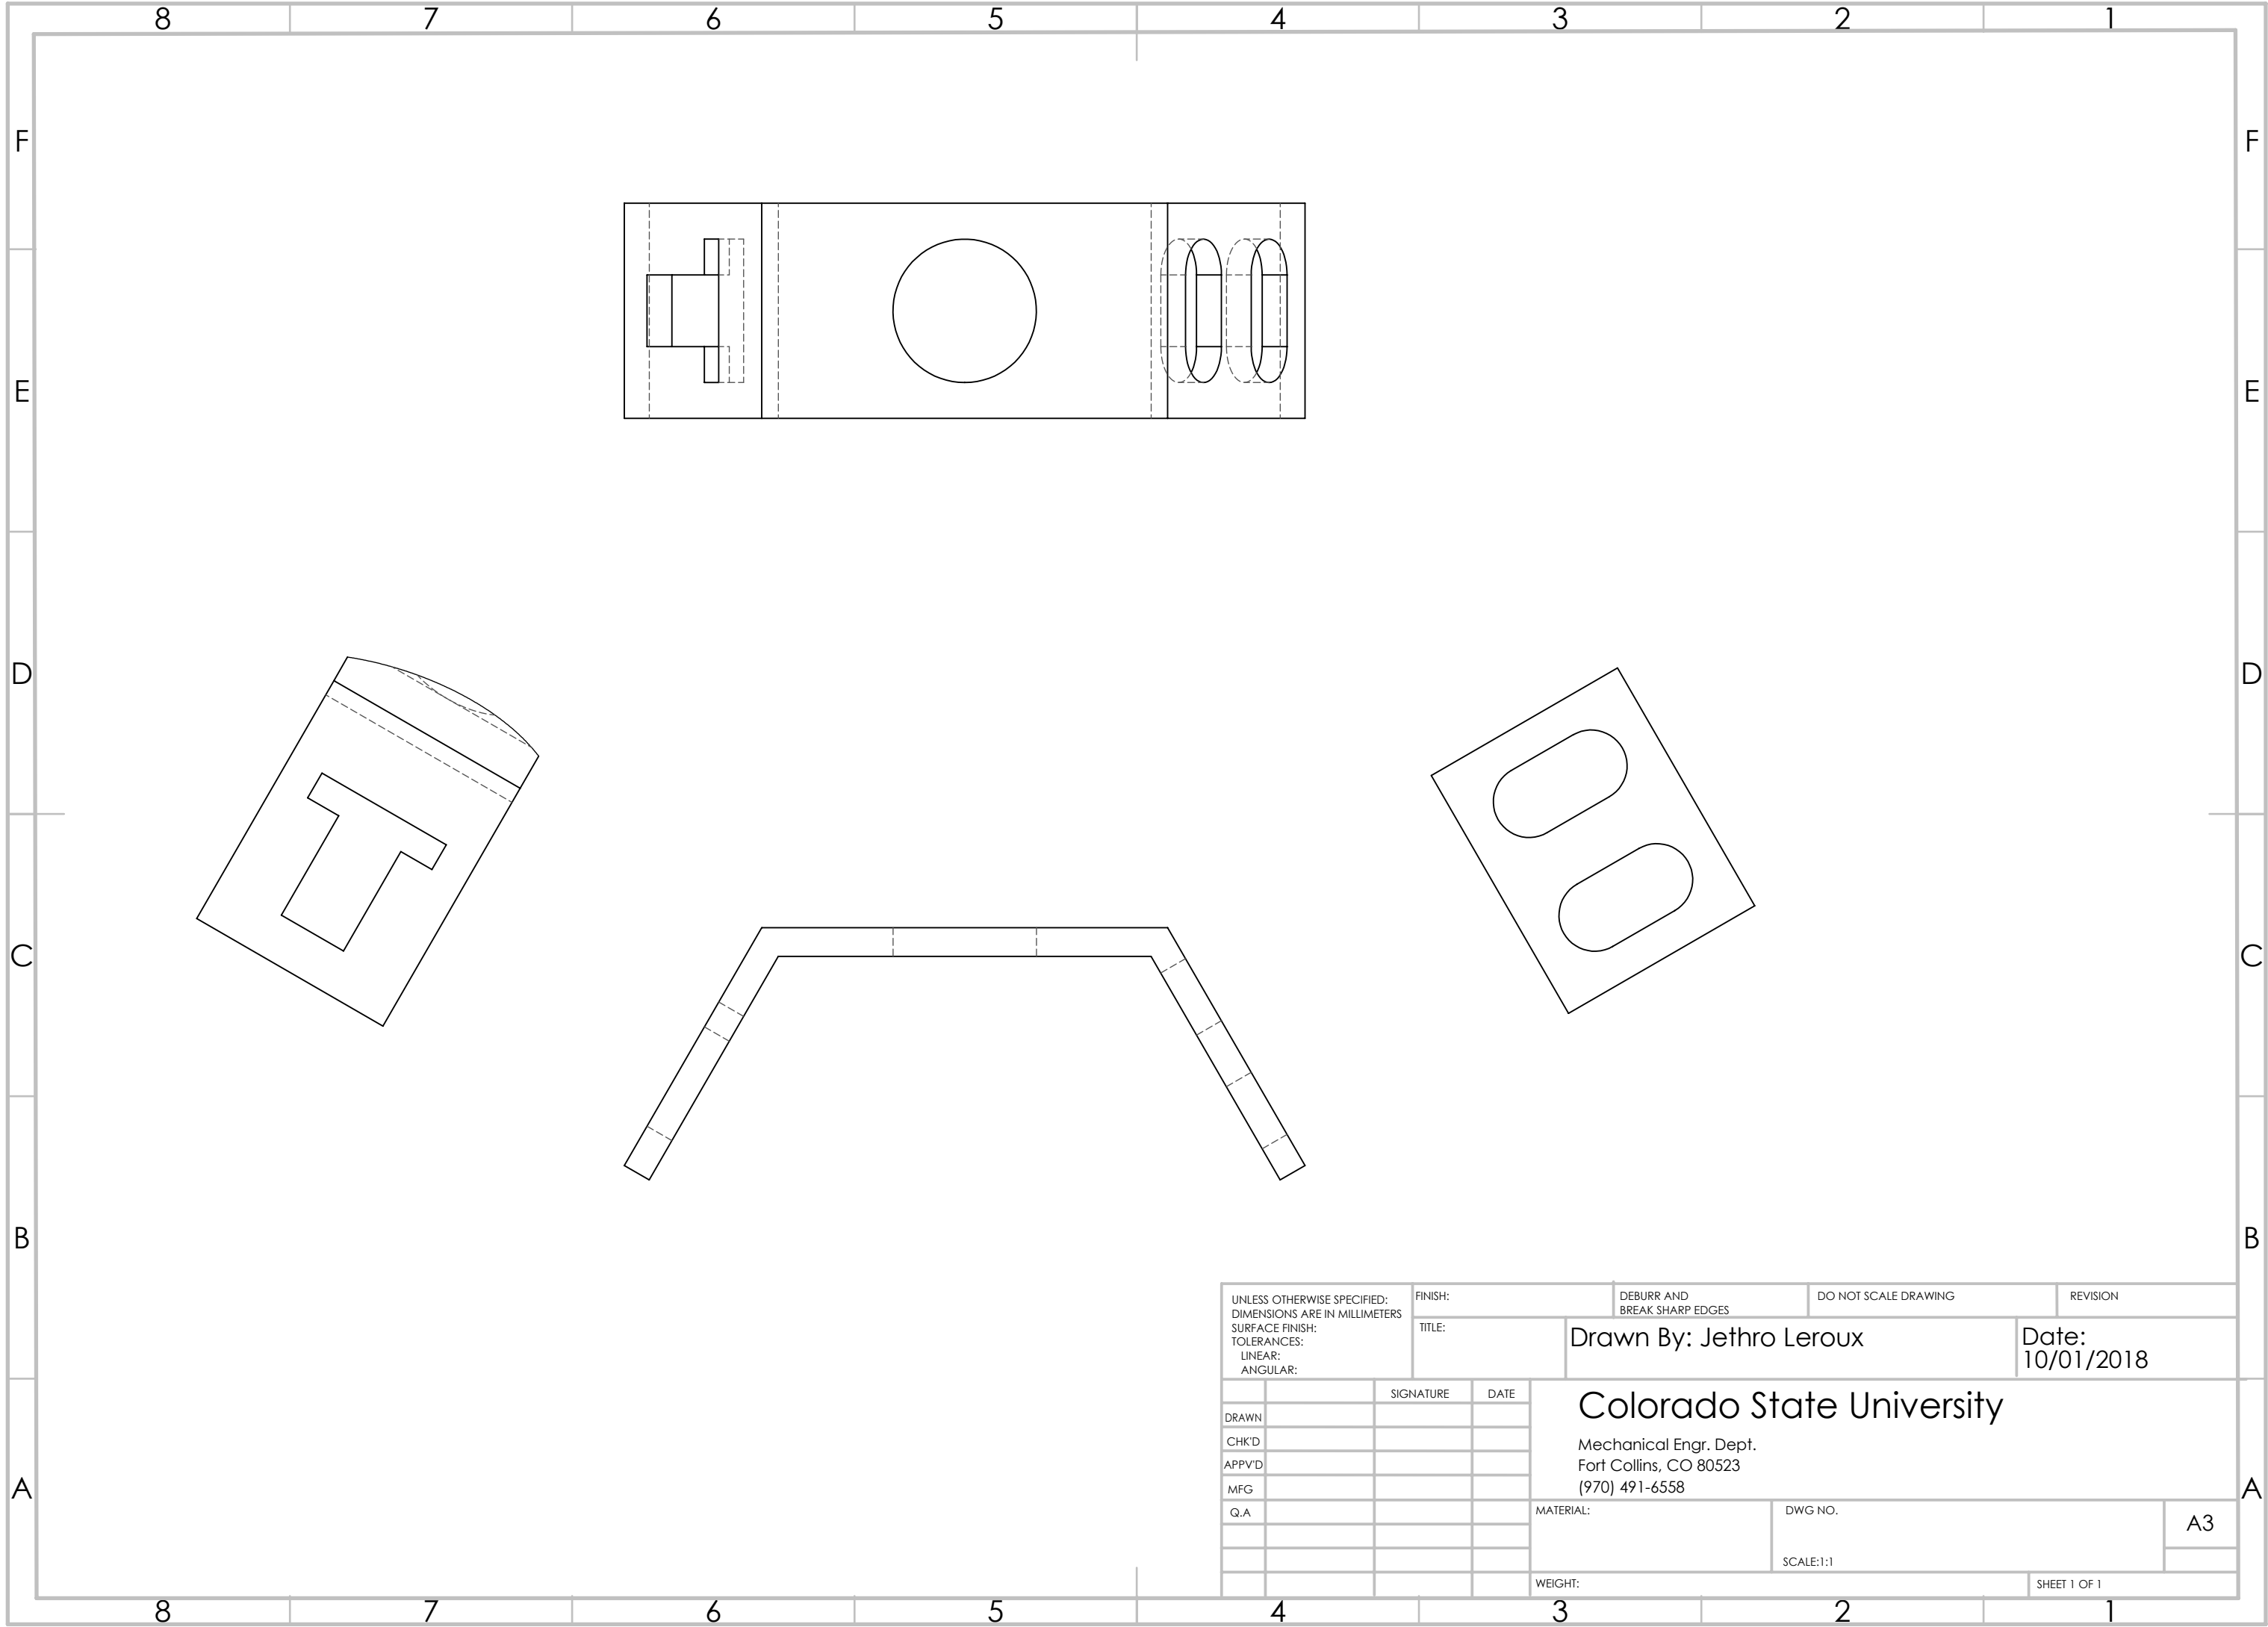 8 7 6 5 4 3 2 1
F F
E E
D D
C C
B B
A A
UNLESS OTHERWISE SPECIFIED:
DIMENSIONS ARE IN MILLIMETERS
SURFACE FINISH:
TOLERANCES:
LINEAR:
ANGULAR:
FINISH:
DEBURR AND
BREAK SHARP EDGES
DO NOT SCALE DRAWING
REVISION
TITLE:
Drawn By: Jethro Leroux
Date:
10/01/2018
SIGNATURE DATE
DRAWN
CHK'D
APPV'D
MFG
Q.A
Colorado State University
Mechanical Engr. Dept.
Fort Collins, CO 80523
(970) 491-6558
MATERIAL:
DWG NO.
A3
SCALE:1:1
WEIGHT:
SHEET 1 OF 1
8 7 6 5 4 3 2 1